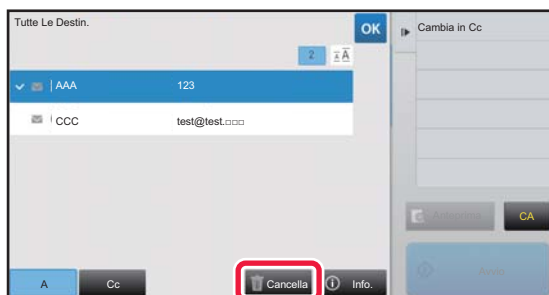 Tutte Le Destin.
OK
Cambia in Cc
2
AAA 123
CCC test@test.□□□
CA
A
Cc
Cancella
Info.